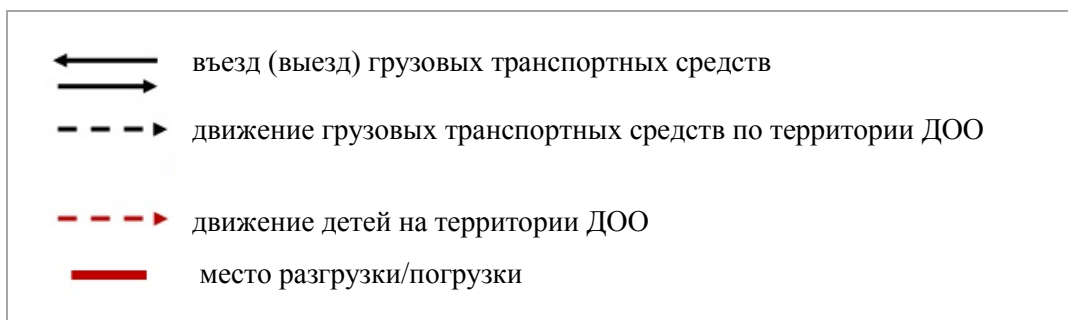 въезд (выезд) грузовых транспортных средств
движение грузовых транспортных средств по территории ДОО
движение детей на территории ДОО
место разгрузки/погрузки